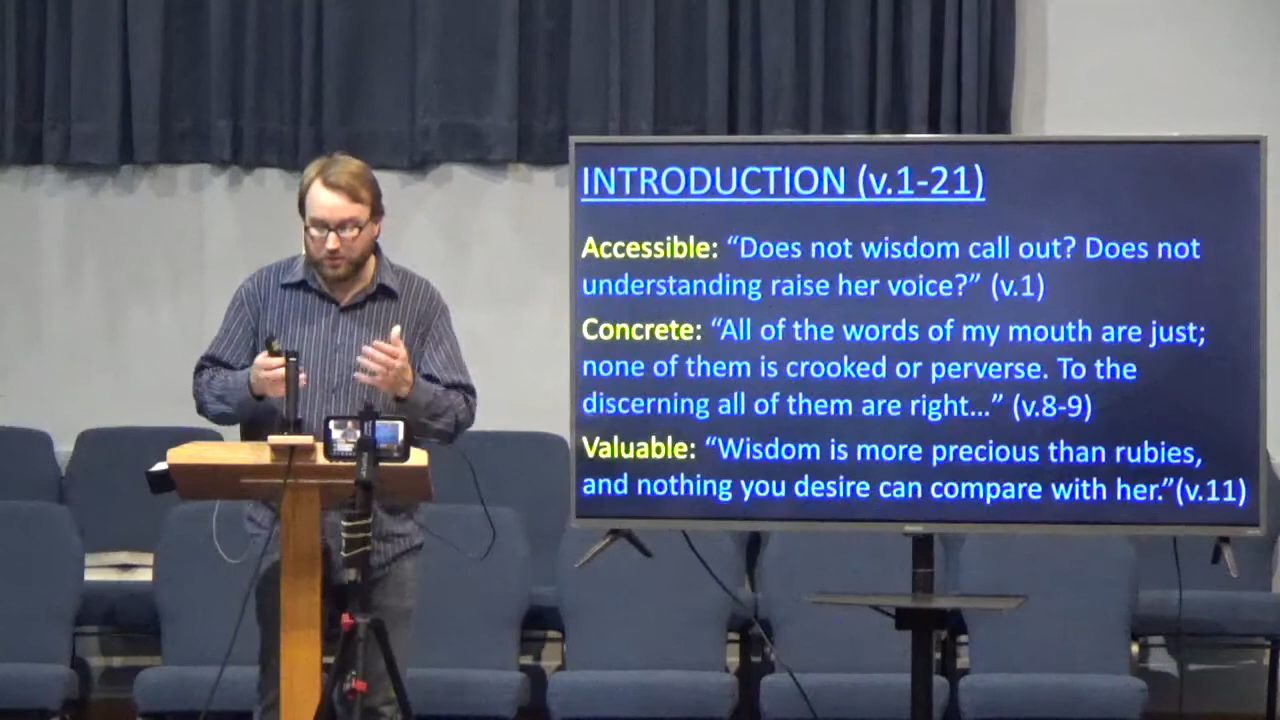 INTRODUCTION (v.1-21)
Accessible: “Does not wisdom call out? Does not
understanding raise her voice?” (v.1)
Concrete: “All of the words of my mouth are just;
none of them is crooked or perverse. To the
discerning all of them are right…” (v.8-9)
Valuable: “Wisdom is more precious than rubies,
and nothing you desire can compare with her.”(v.11)